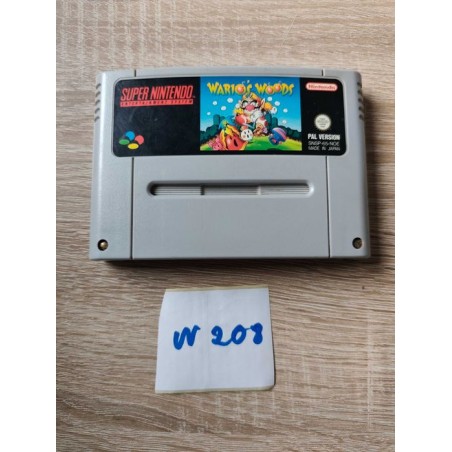 SUPER NINTENDO
ENTERTAINMENT SYSTEM
WARIO'S WOODS
Nintendo
PAL VERSION
MADE IN JAPAN
W 208